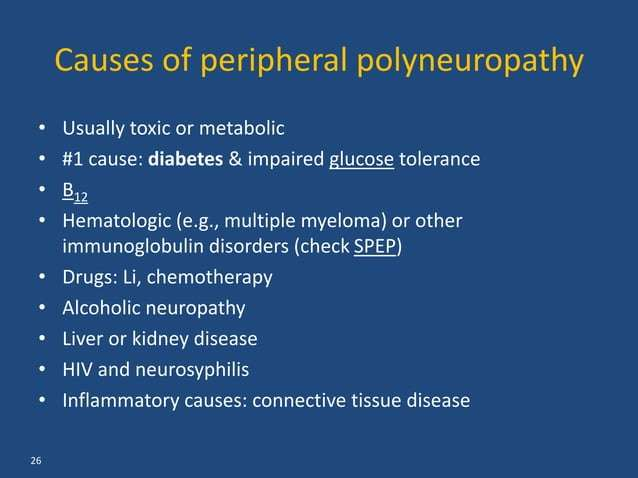 Causes of peripheral polyneuropathy
• Usually toxic or metabolic
• #1 cause: diabetes & impaired glucose tolerance
• B12
• Hematologic (e.g., multiple myeloma) or other
immunoglobulin disorders (check SPEP)
• Drugs: Li, chemotherapy
• Alcoholic neuropathy
• Liver or kidney disease
• HIV and neurosyphilis
• Inflammatory causes: connective tissue disease
26